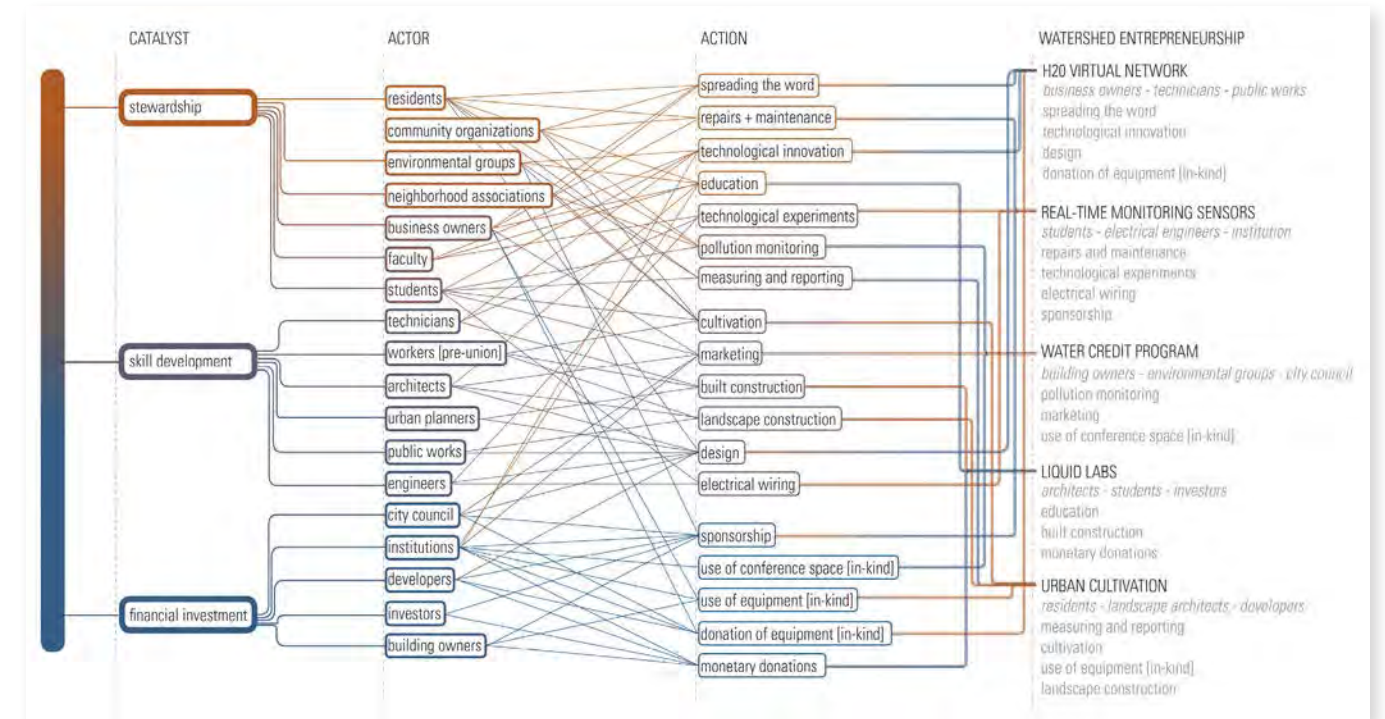 CATALYST
ACTOR
ACTION
WATERSHED ENTREPRENEURSHIP
stewardship
skill development
financial investment
residents
community organizations
environmental groups
neighborhood associations
business owners
faculty
students
technicians
workers [pre-union]
architects
urban planners
public works
engineers
city council
institutions
developers
investors
building owners
spreading the word
repairs + maintenance
technological innovation
education
technological experiments
pollution monitoring
measuring and reporting
cultivation
marketing
built construction
landscape construction
design
electrical wiring
sponsorship
use of conference space [in-kind]
use of equipment [in-kind]
donation of equipment [in-kind]
monetary donations
H20 VIRTUAL NETWORK
business owners - technicians - public works
spreading the word
technological innovation
design
donation of equipment [in-kind]
REAL-TIME MONITORING SENSORS
students - electrical engineers - institution
repairs and maintenance
technological experiments
electrical wiring
sponsorship
WATER CREDIT PROGRAM
building owners - environmental groups - city council
pollution monitoring
marketing
use of conference space [in-kind]
LIQUID LABS
architects - students - investors
education
built construction
monetary donations
URBAN CULTIVATION
residents - landscape architects - developers
measuring and reporting
cultivation
use of equipment [in-kind]
landscape construction